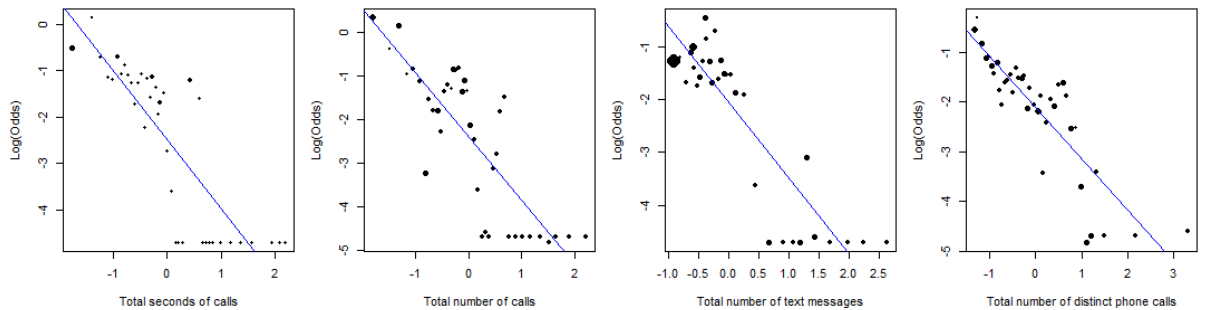 Log(Odds)
0
-1
-2
-3
-4
-1 0 1 2
Total seconds of calls
Log(Odds)
0
-1
-2
-3
-4
-5
-1 0 1 2
Total number of calls
Log(Odds)
0
-1
-2
-3
-4
-1.0 0.0 0.5 1.0 1.5 2.0 2.5
Total number of text messages
Log(Odds)
0
-1
-2
-3
-4
-5
-1 0 1 2 3
Total number of distinct phone calls